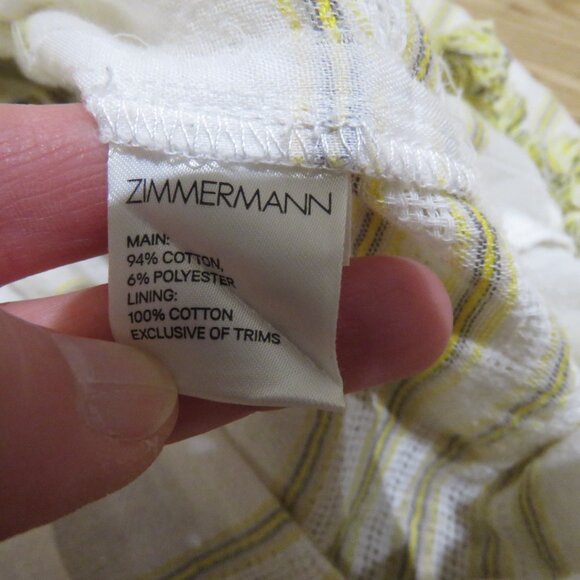 ZIMMERMANN
MAIN:
94% COTTON,
6% POLYESTER
LINING:
100% COTTON
EXCLUSIVE OF TRIMS